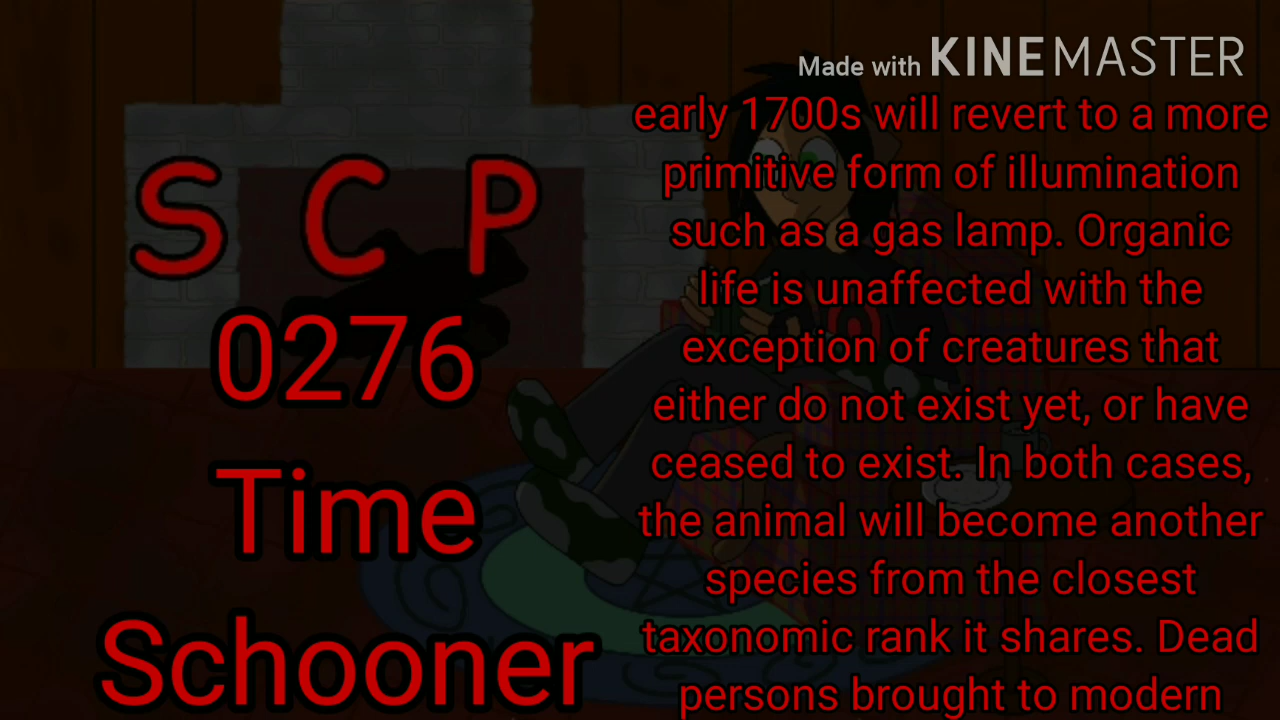 Made with KINEMASTER
S C P
0276
Time
Schooner
early 1700s will revert to a more
primitive form of illumination
such as a gas lamp. Organic
life is unaffected with the
exception of creatures that
either do not exist yet, or have
ceased to exist. In both cases,
the animal will become another
species from the closest
taxonomic rank it shares. Dead
persons brought to modern